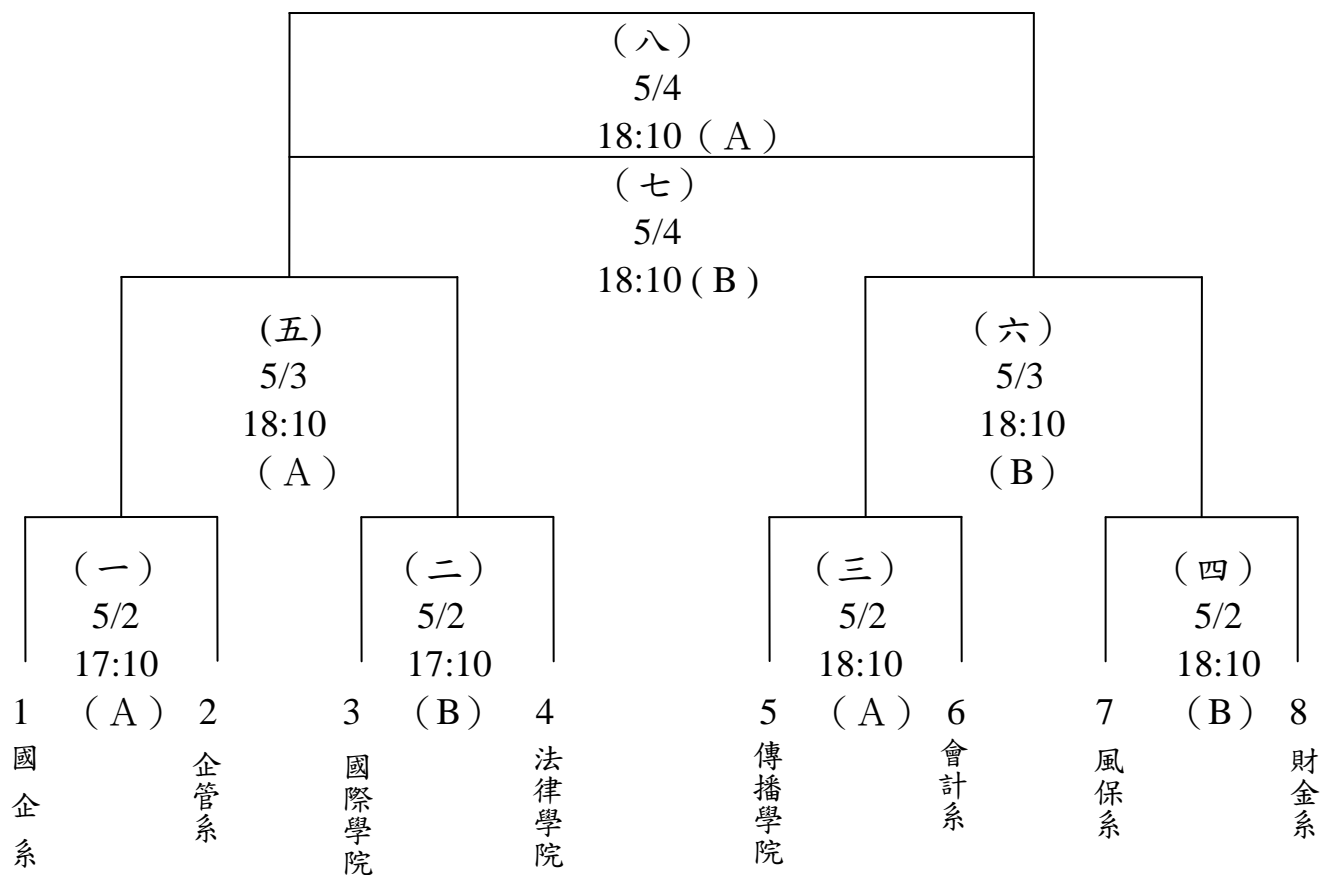 （八）
5/4
18:10（A）
（七）
5/4
18:10（B）
（五）
5/3
18:10
（A）
（六）
5/3
18:10
（B）
（一）
5/2
17:10
（A）
（二）
5/2
17:10
（B）
（三）
5/2
18:10
（A）
（四）
5/2
18:10
（B）
1
2
3
4
5
6
7
8
國企系
企管系
國際學院
法律學院
傳播學院
會計系
風保系
財金系